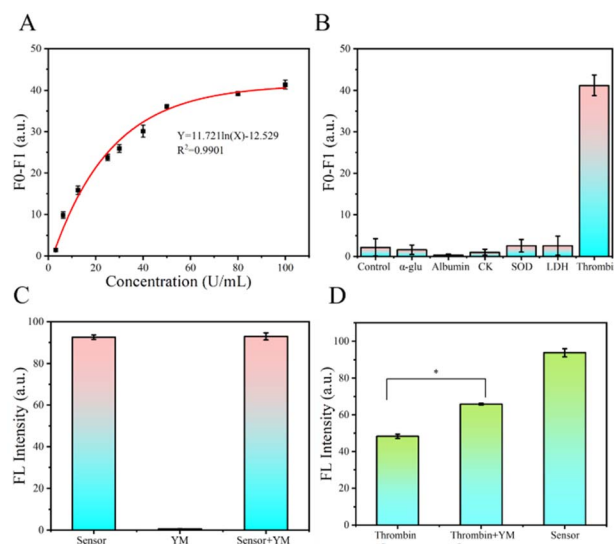 A
50
40
30
20
10
0
F0-F1 (a.u.)
Y=11.721ln(X)-12.529
R²=0.9901
0 20 40 60 80 100
Concentration (U/mL)
B
50
40
30
20
10
0
F0-F1 (a.u.)
Control α-glu Albumin CK SOD LDH Thrombi
C
100
80
60
40
20
0
FL Intensity (a.u.)
Sensor YM Sensor+YM
D
100
80
60
40
20
0
FL Intensity (a.u.)
*
Thrombin Thrombin+YM Sensor